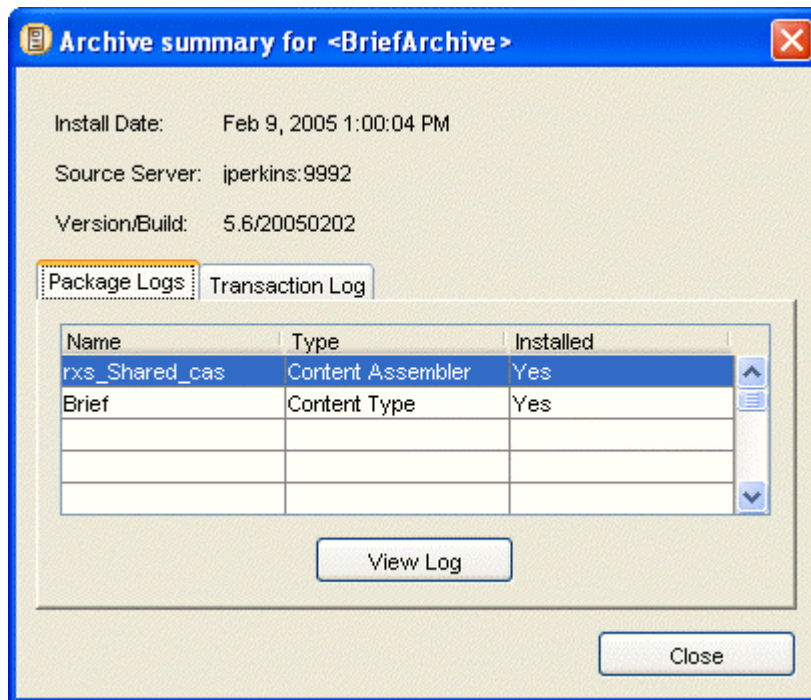 Archive summary for <BriefArchive>
Install Date: Feb 9, 2005 1:00:04 PM
Source Server: iperkins:9992
Version/Build: 5.6/20050202
Package Logs Transaction Log
Name Type Installed
rxs_Shared_cas Content Assembler Yes
Brief Content Type Yes
View Log
Close